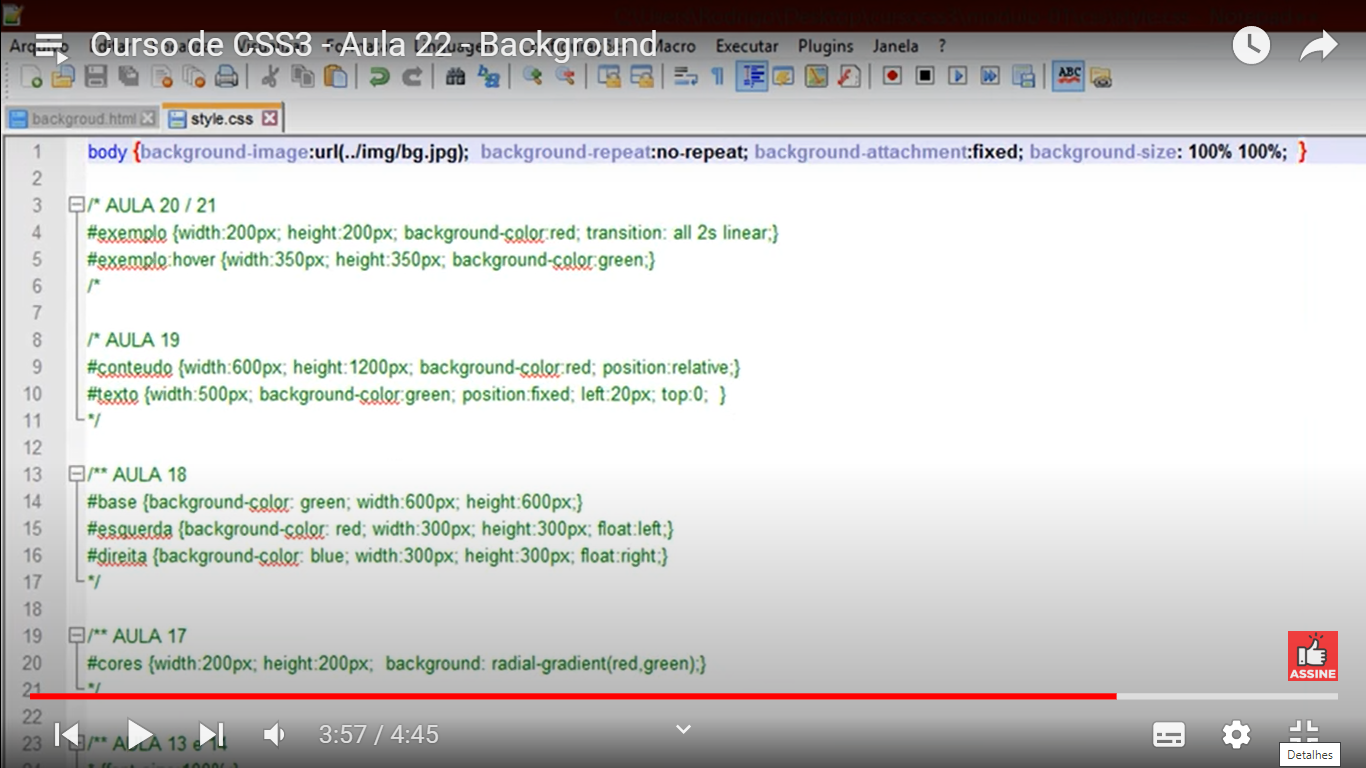 Curso de CSS3 - Aula 22 - Background
Macro Executar Plugins Janela ?
ABC
backgroud.html style.css
1 body {background-image:url(../img/bg.jpg); background-repeat:no-repeat; background-attachment:fixed; background-size: 100% 100%; }
2
3 /* AULA 20 / 21
4 #exemplo {width:200px; height:200px; background-color:red; transition: all 2s linear;}
5 #exemplo:hover {width:350px; height:350px; background-color:green;}
6 /*
7
8 /* AULA 19
9 #conteudo {width:600px; height:1200px; background-color:red; position:relative;}
10 #texto {width:500px; background-color:green; position:fixed; left:20px; top:0; }
11 */
12
13 /** AULA 18
14 #base {background-color: green; width:600px; height:600px;}
15 #esguerda {background-color: red; width:300px; height:300px; float:left;}
16 #direita {background-color: blue; width:300px; height:300px; float:right;}
17 */
18
19 /** AULA 17
20 #cores {width:200px; height:200px; background: radial-gradient(red,green);}
ASSINE
21 */
22
23 /** AULA 13 e 14
3:57 / 4:45
Detalhes